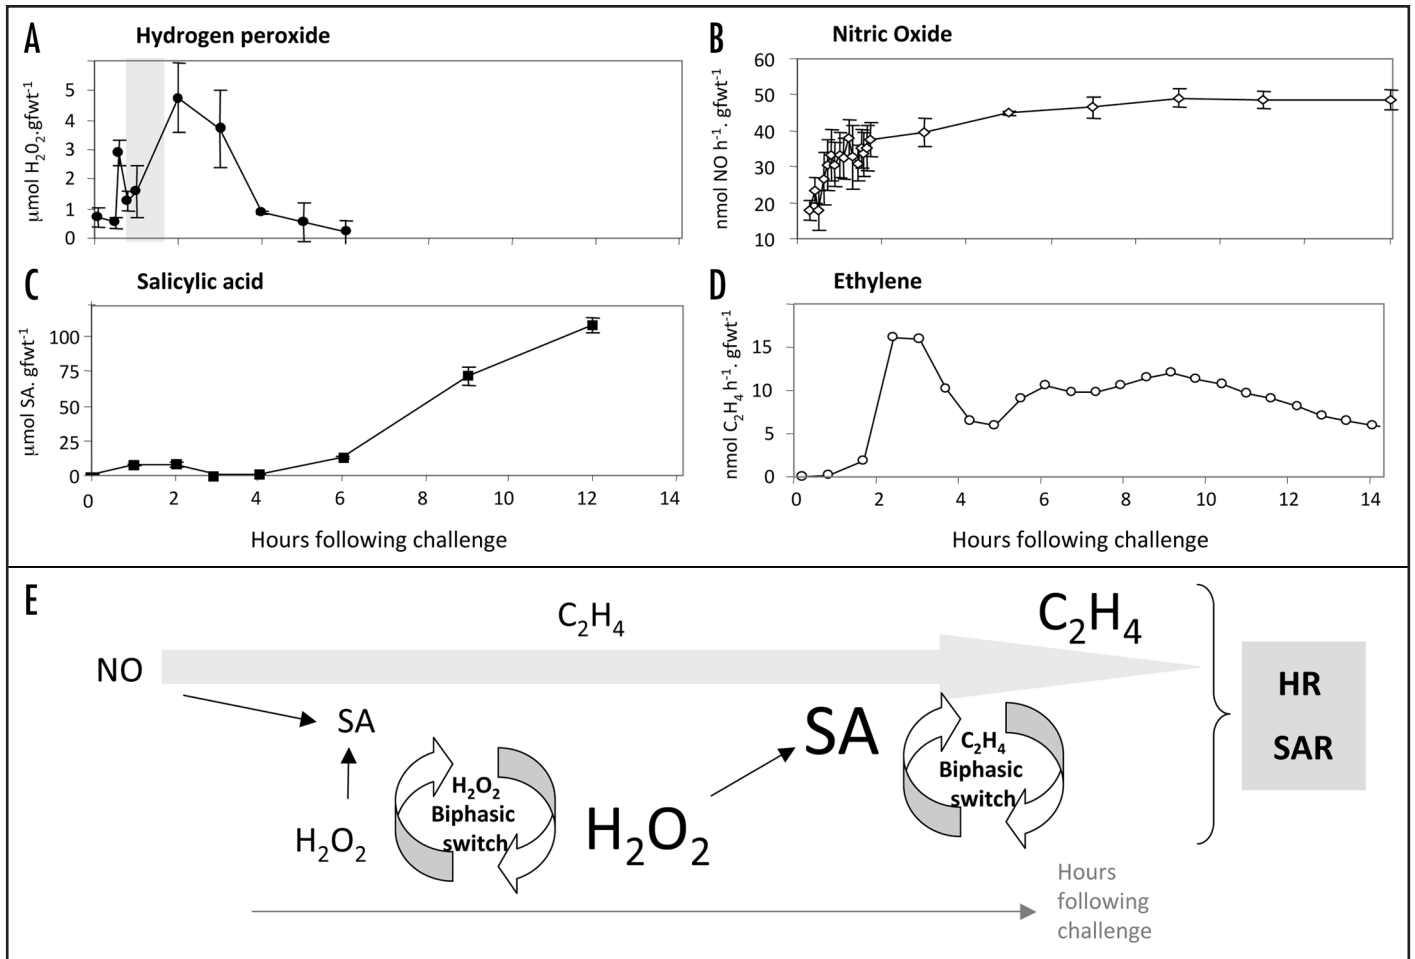 A
Hydrogen peroxide
µmol H₂0₂.gfwt⁻¹
5
4
3
2
1
0
B
Nitric Oxide
nmol NO h⁻¹. gfwt⁻¹
60
50
40
30
20
10
C
Salicylic acid
µmol SA. gfwt⁻¹
100
75
50
25
0
0 2 4 6 8 10 12 14
Hours following challenge
D
Ethylene
nmol C₂H₄ h⁻¹. gfwt⁻¹
15
10
5
0
0 2 4 6 8 10 12 14
Hours following challenge
E
C₂H₄
C₂H₄
NO
SA
H₂O₂
H₂O₂
Biphasic
switch
H₂O₂
SA
C₂H₄
Biphasic
switch
HR
SAR
Hours
following
challenge